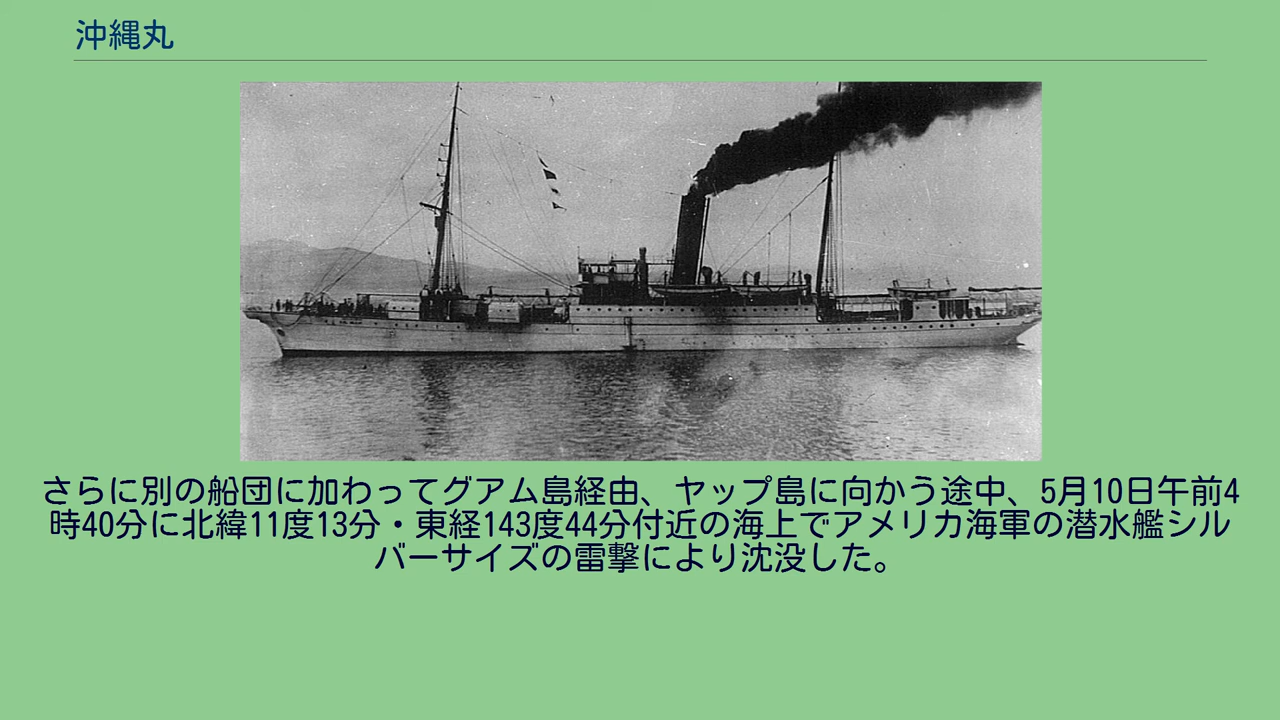 沖縄丸
さらに別の船団に加わってグアム島経由、ヤップ島に向かう途中、5月10日午前4
時40分に北緯11度13分・東経143度44分付近の海上でアメリカ海軍の潜水艦シル
バーサイズの雷撃により沈没した。